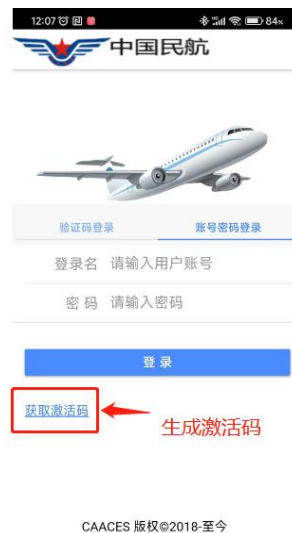 12:07 84%
中国民航
验证码登录 账号密码登录
登录名 请输入用户账号
密 码 请输入密码
登 录
获取激活码
生成激活码
CAACES 版权©2018-至今